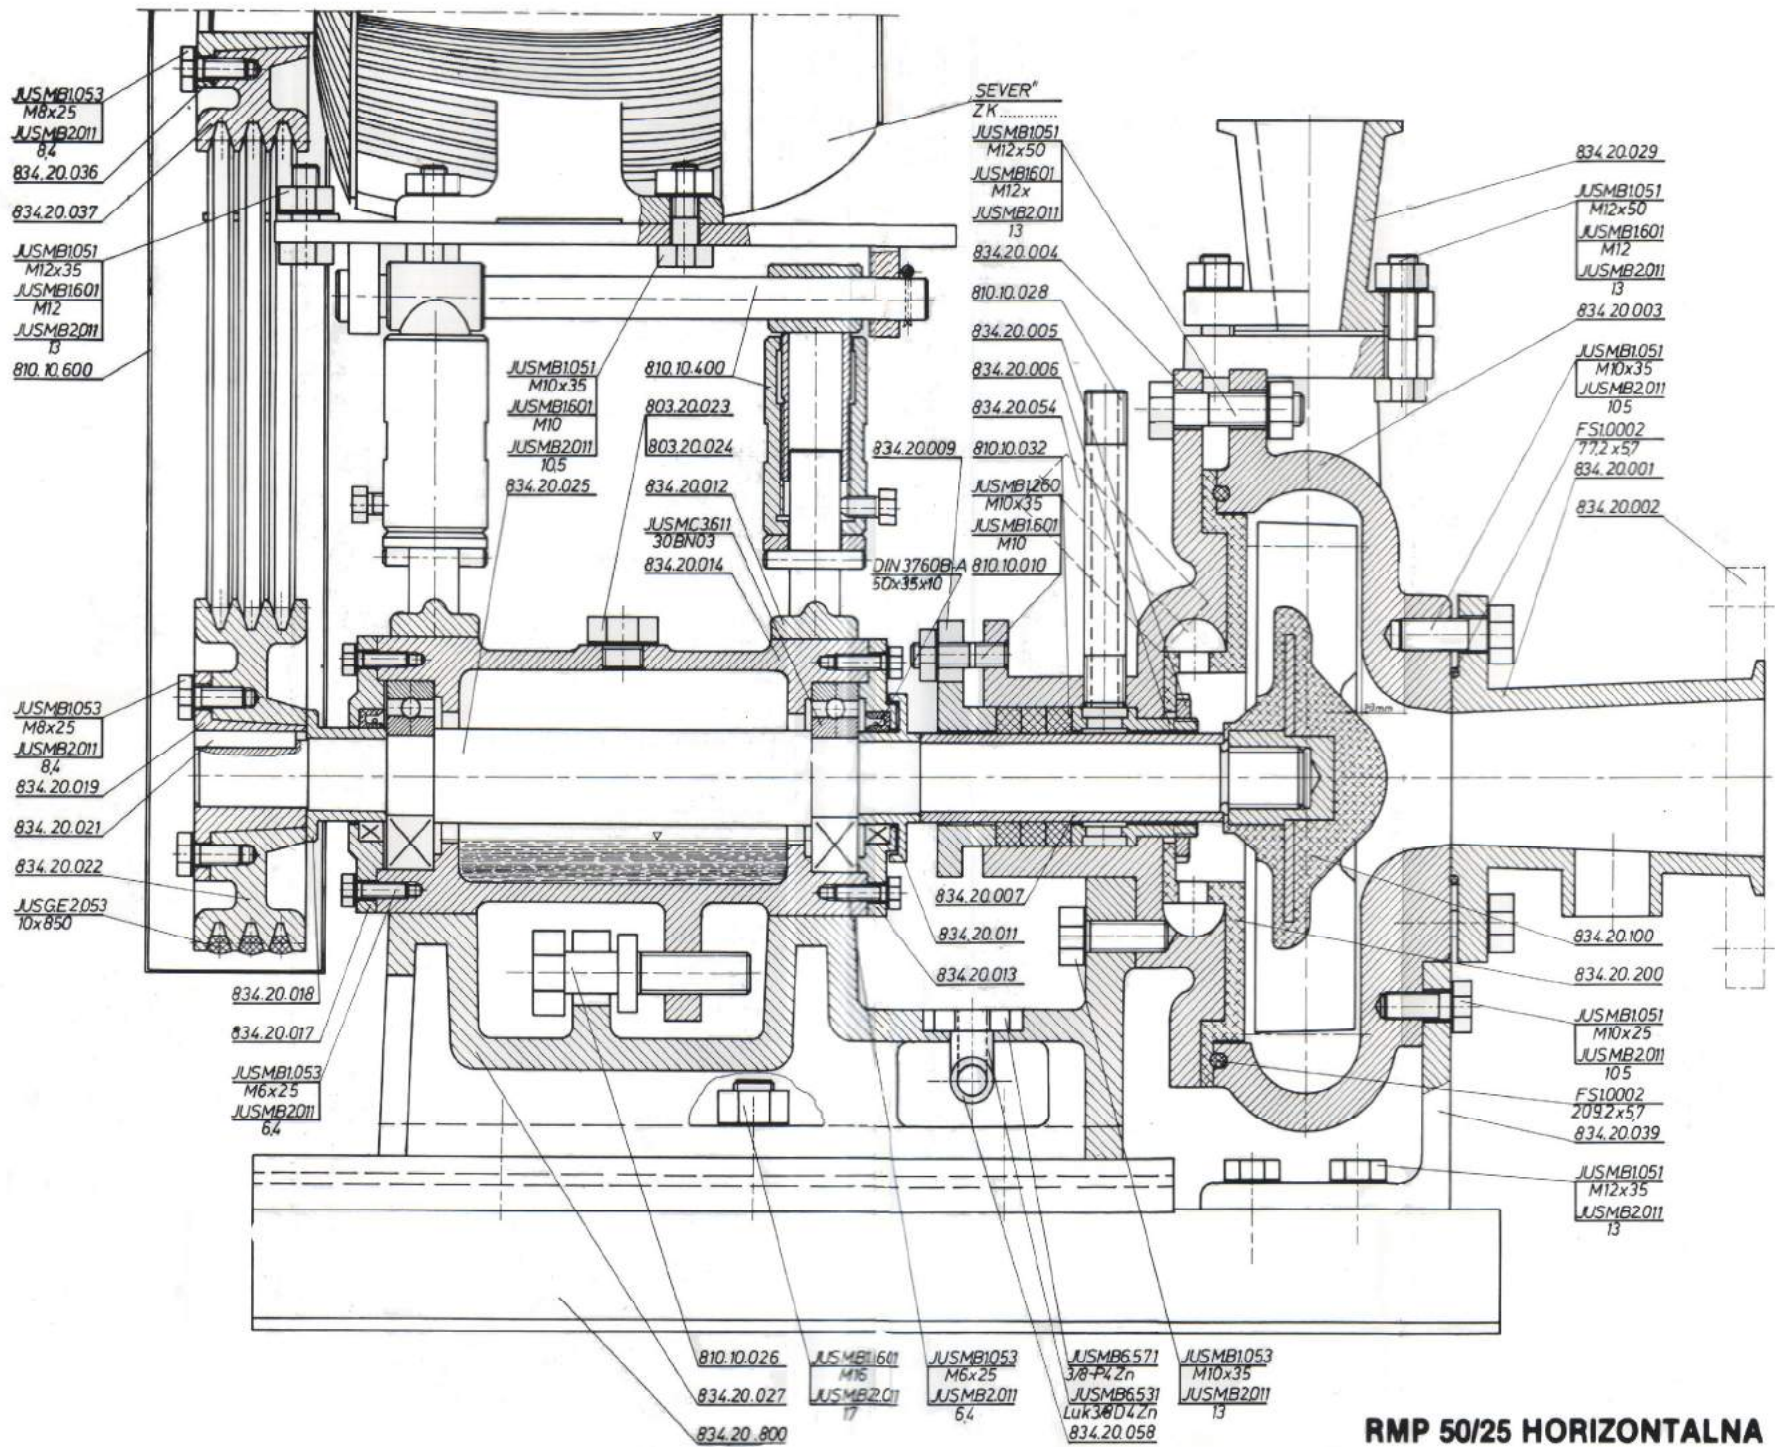 JUSMB1.053
M8x25
JUSMB2.011
8,4
834.20.036
834.20.037
JUSMB1.051
M12x35
JUSMB1.601
M12
JUSMB2.011
13
810.10.600
JUSMB1.053
M8x25
JUSMB2.011
8,4
834.20.019
834.20.021
834.20.022
JUSGE2.053
10x850
834.20.018
834.20.017
JUSMB1.053
M6x25
JUSMB2.011
6,4
JUSMB1.051
M10x35
JUSMB1.601
M10
JUSMB2.011
10,5
834.20.025
810.10.400
803.20.023
803.20.024
834.20.012
JUSMC3.611
30BN03
834.20.014
834.20.009
DIN 3760B-A
50x35x10
SEVER"
ZK............
JUSMB1.051
M12x50
JUSMB1.601
M12x
JUSMB2.011
13
834.20.004
810.10.028
834.20.005
834.20.006
834.20.054
810.10.032
JUSMB1.260
M10x35
JUSMB1.601
M10
810.10.010
834.20.029
JUSMB1.051
M12x50
JUSMB1.601
M12
JUSMB2.011
13
834.20.003
JUSMB1.051
M10x35
JUSMB2.011
10.5
FS1.0002
77,2x5,7
834.20.001
834.20.002
834.20.007
834.20.011
834.20.013
834.20.100
834.20.200
JUSMB1.051
M10x25
JUSMB2.011
10.5
FS1.0002
209.2x5,7
834.20.039
JUSMB1.051
M12x35
JUSMB2.011
13
810.10.026
834.20.027
834.20.800
JUSMB1.601
M16
JUSMB2.011
17
JUSMB1.053
M6x25
JUSMB2.011
6,4
JUSMB6.571
3/8-P4Zn
JUSMB6.531
Luk3/8D4Zn
834.20.058
JUSMB1.053
M10x35
JUSMB2.011
13
RMP 50/25 HORIZONTALNA